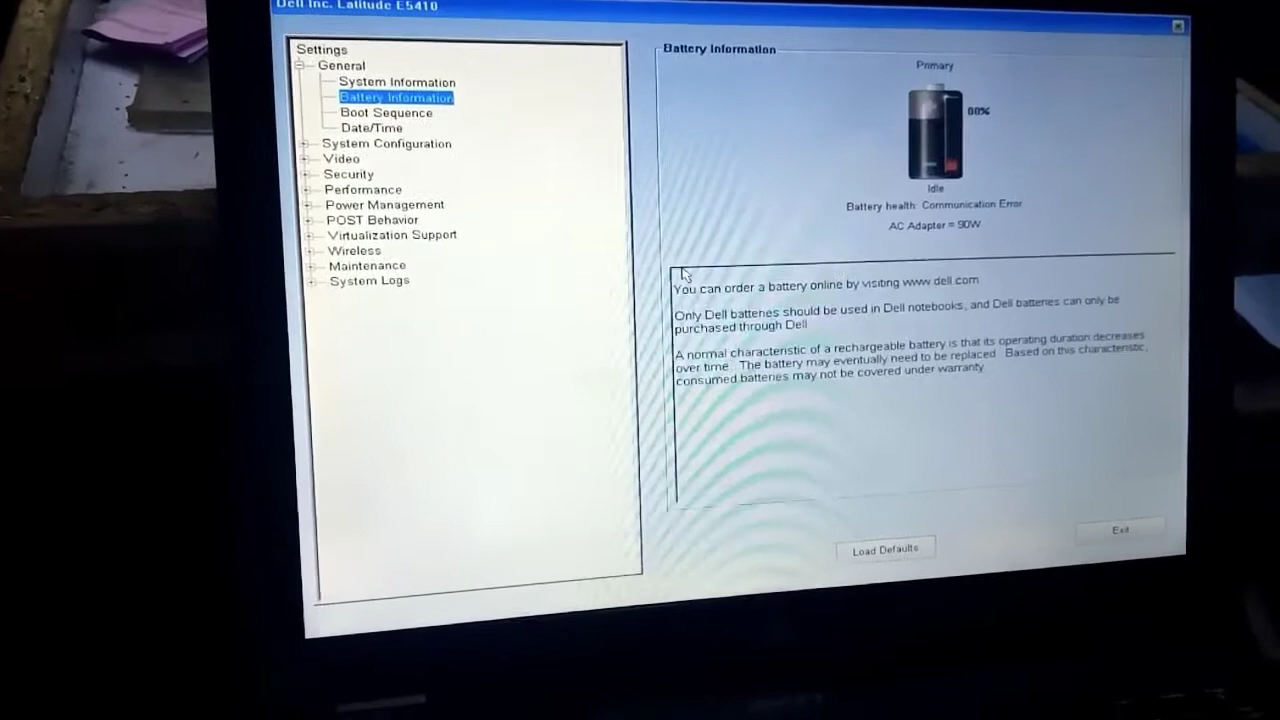 Dell Inc. Latitude E5410
Settings
General
System Information
Battery Information
Boot Sequence
Date/Time
System Configuration
Video
Security
Performance
Power Management
POST Behavior
Virtualization Support
Wireless
Maintenance
System Logs
Battery Information
Primary
00%
Idle
Battery health: Communication Error
AC Adapter = 90W
You can order a battery online by visiting www.dell.com
Only Dell batteries should be used in Dell notebooks, and Dell batteries can only be
purchased through Dell
A normal characteristic of a rechargeable battery is that its operating duration decreases
over time. The battery may eventually need to be replaced. Based on this characteristic,
consumed batteries may not be covered under warranty
Load Defaults
Exit